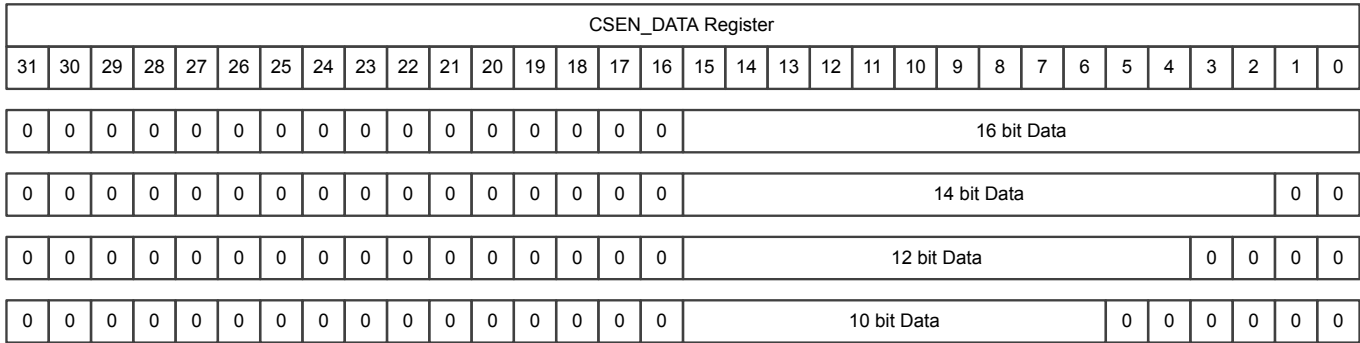 CSEN_DATA Register
31 30 29 28 27 26 25 24 23 22 21 20 19 18 17 16 15 14 13 12 11 10 9 8 7 6 5 4 3 2 1 0
0 0 0 0 0 0 0 0 0 0 0 0 0 0 0 0 16 bit Data
0 0 0 0 0 0 0 0 0 0 0 0 0 0 0 0 14 bit Data 0 0
0 0 0 0 0 0 0 0 0 0 0 0 0 0 0 0 12 bit Data 0 0 0 0
0 0 0 0 0 0 0 0 0 0 0 0 0 0 0 0 10 bit Data 0 0 0 0 0 0